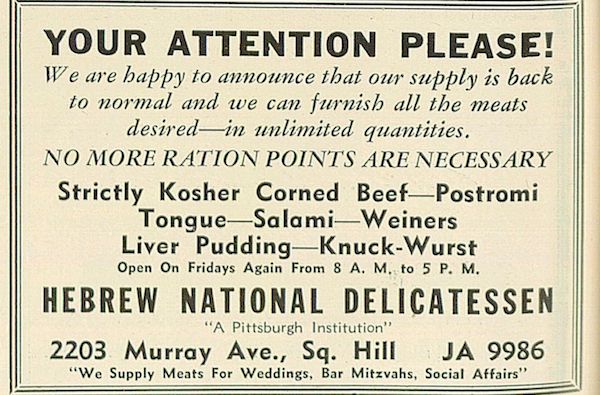 YOUR ATTENTION PLEASE!
We are happy to announce that our supply is back
to normal and we can furnish all the meats
desired—in unlimited quantities.
NO MORE RATION POINTS ARE NECESSARY
Strictly Kosher Corned Beef—Postromi
Tongue—Salami—Weiners
Liver Pudding—Knuck-Wurst
Open On Fridays Again From 8 A. M. to 5 P. M.
HEBREW NATIONAL DELICATESSEN
"A Pittsburgh Institution"
2203 Murray Ave., Sq. Hill JA 9986
"We Supply Meats For Weddings, Bar Mitzvahs, Social Affairs"